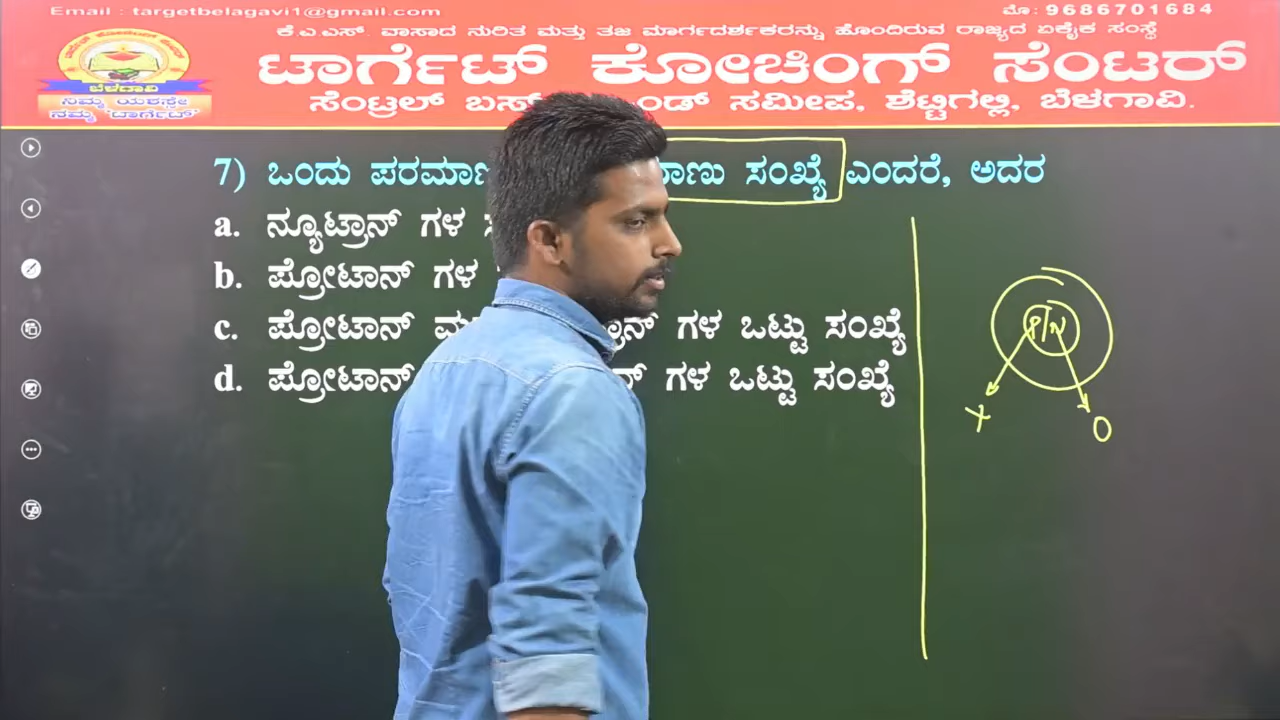 Email : targetbelagavi1@gmail.com
ಮೊ: 9686701684
ಕೆ.ಎ.ಎಸ್. ಪಾಸಾದ ನುರಿತ ಮತ್ತು ತಜ್ಞ ಮಾರ್ಗದರ್ಶಕರನ್ನು ಹೊಂದಿರುವ ರಾಜ್ಯದ ಏಕೈಕ ಸಂಸ್ಥೆ
ಟಾರ್ಗೆಟ್ ಕೋಚಿಂಗ್ ಸೆಂಟರ್
ಸೆಂಟ್ರಲ್ ಬಸ್ ಂಡ್ ಸಮೀಪ, ಶೆಟ್ಟಿಗಲ್ಲಿ, ಬೆಳಗಾವಿ.
ಬೆಳಗಾವಿ
ನಿಮ್ಮ ಯಶಸ್ಸೇ
ನಮ್ಮ ಟಾರ್ಗೆಟ್
7) ಒಂದು ಪರಮಾಣ ಮಾಣು ಸಂಖ್ಯೆ ಎಂದರೆ, ಅದರ
a. ನ್ಯೂಟ್ರಾನ್ ಗಳ ಸ
b. ಪ್ರೋಟಾನ್ ಗಳ
c. ಪ್ರೋಟಾನ್ ಮ ಟ್ರಾನ್ ಗಳ ಒಟ್ಟು ಸಂಖ್ಯೆ
d. ಪ್ರೋಟಾನ್ ನ್ ಗಳ ಒಟ್ಟು ಸಂಖ್ಯೆ
P/N
+ 0